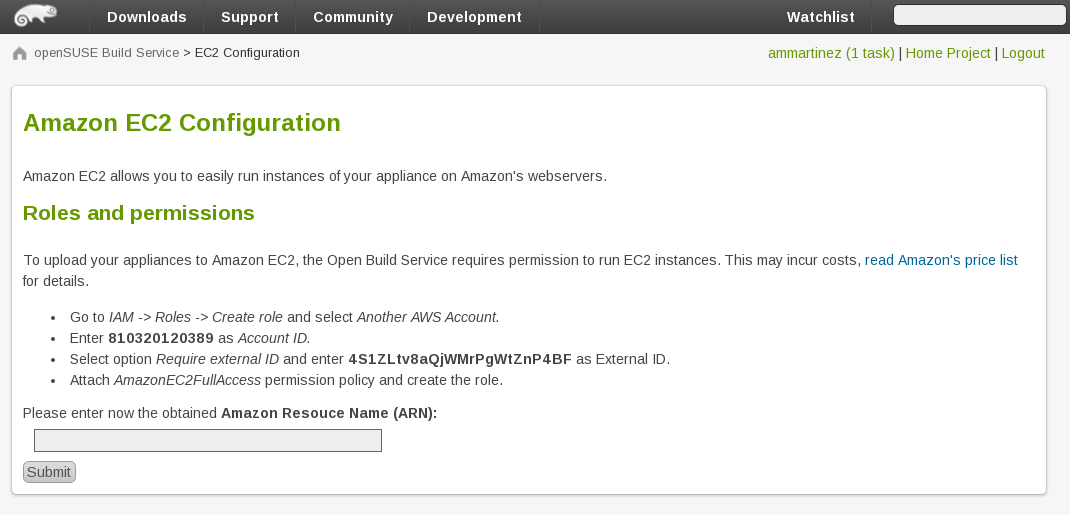 Downloads Support Community Development Watchlist
openSUSE Build Service > EC2 Configuration ammartinez (1 task) | Home Project | Logout
Amazon EC2 Configuration
Amazon EC2 allows you to easily run instances of your appliance on Amazon's webservers.
Roles and permissions
To upload your appliances to Amazon EC2, the Open Build Service requires permission to run EC2 instances. This may incur costs, read Amazon's price list
for details.
• Go to IAM -> Roles -> Create role and select Another AWS Account.
• Enter 810320120389 as Account ID.
• Select option Require external ID and enter 4S1ZLtv8aQjWMrPgWtZnP4BF as External ID.
• Attach AmazonEC2FullAccess permission policy and create the role.
Please enter now the obtained Amazon Resouce Name (ARN):
Submit